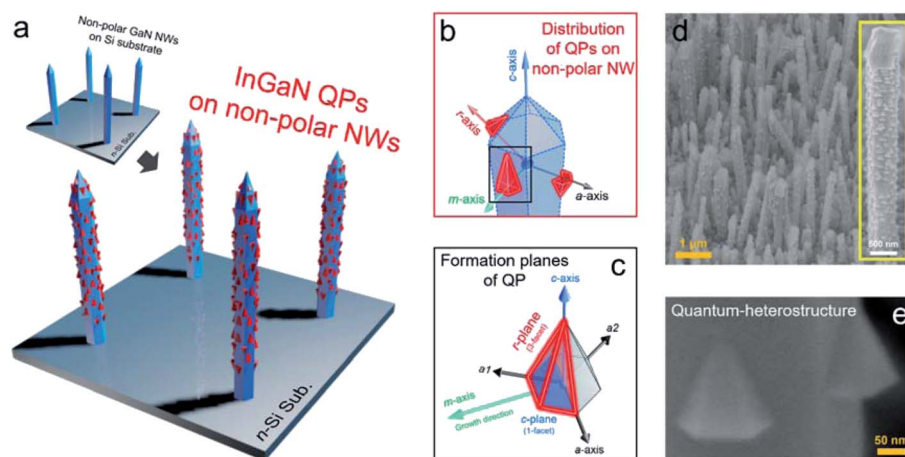 a
Non-polar GaN NWs
on Si substrate
n-Si Sub.
InGaN QPs
on non-polar NWs
n-Si Sub.
b
Distribution
of QPs on
non-polar NW
c-axis
r-axis
m-axis
a-axis
Formation planes
of QP
c
c-axis
r-plane
(3-facet)
a2
a1
m-axis
Growth direction
c-plane
(1-facet)
a-axis
d
1 μm
500 nm
Quantum-heterostructure
e
50 nm